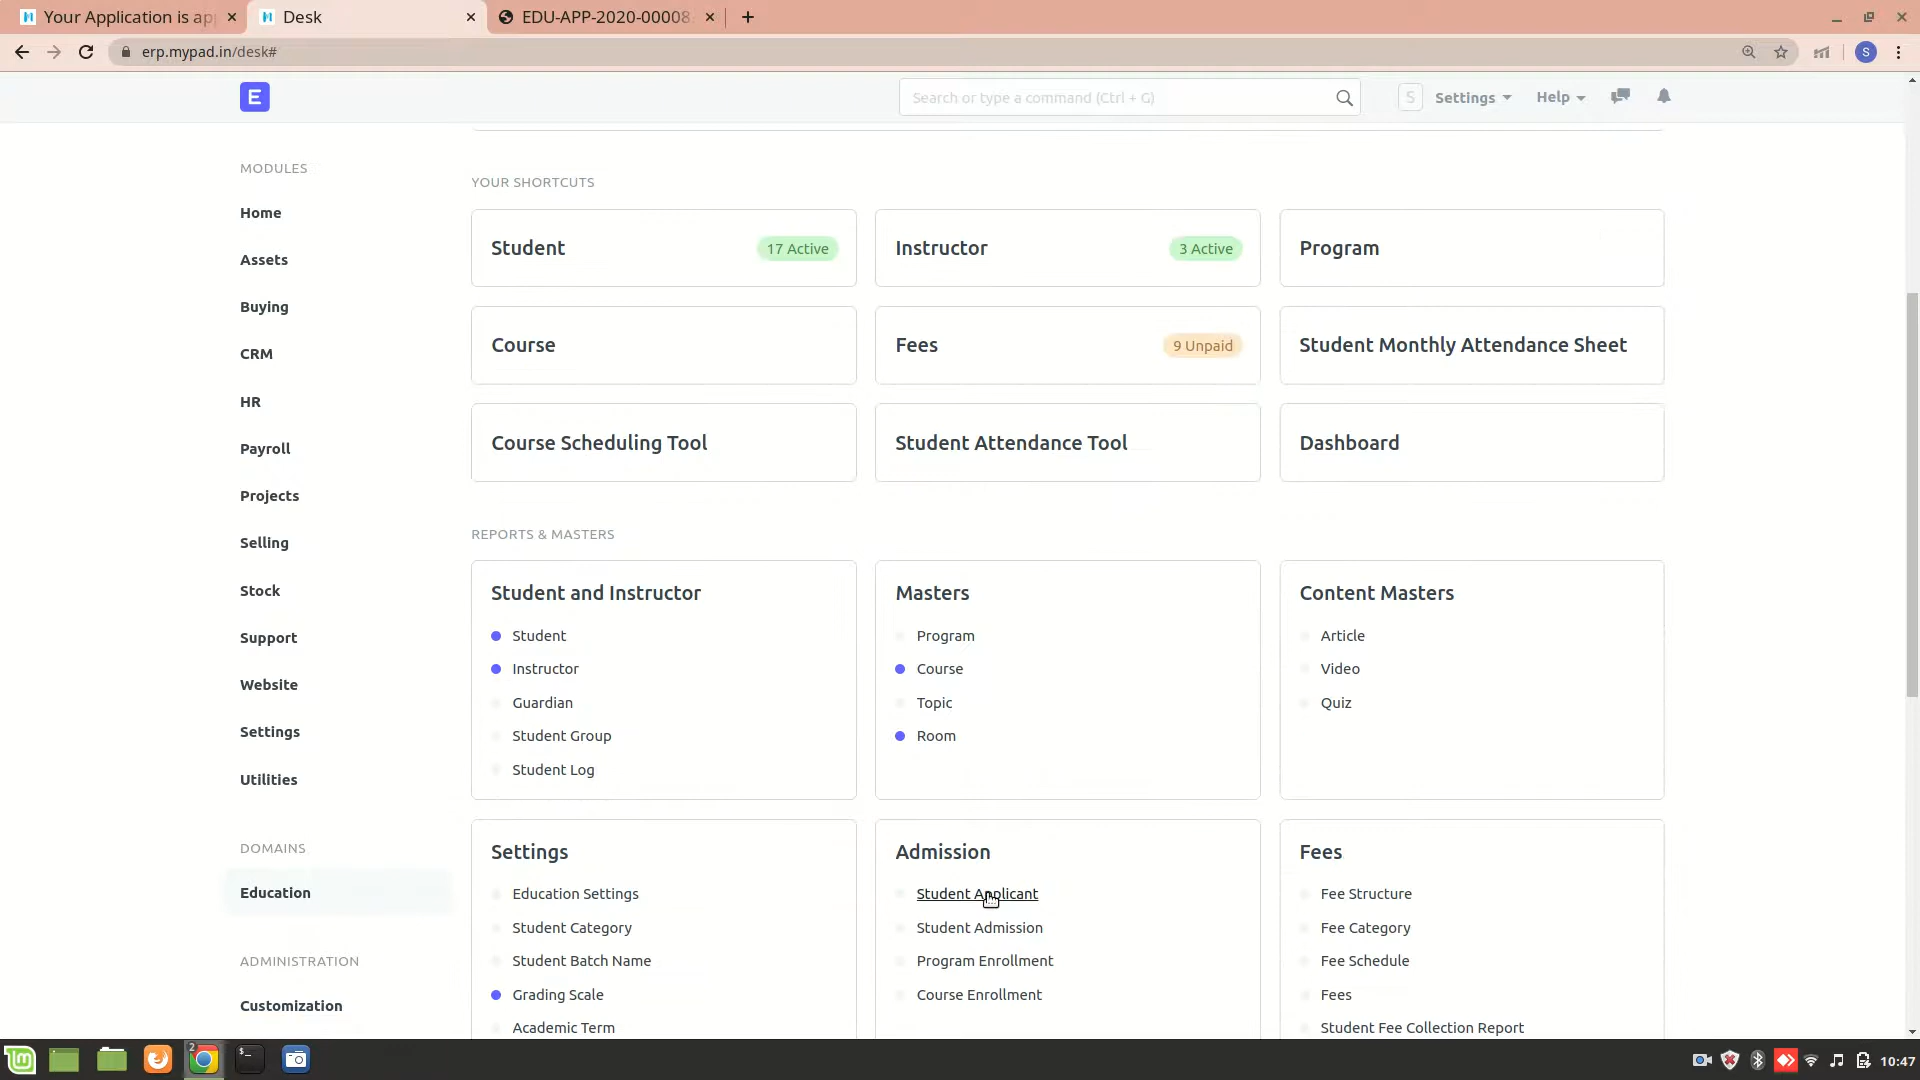 Your Application is ap
Desk
EDU-APP-2020-00008
erp.mypad.in/desk#
S
E
Search or type a command (Ctrl + G)
S
Settings
Help
MODULES
Home
Assets
Buying
CRM
HR
Payroll
Projects
Selling
Stock
Support
Website
Settings
Utilities
DOMAINS
Education
ADMINISTRATION
Customization
YOUR SHORTCUTS
Student
17 Active
Instructor
3 Active
Program
Course
Fees
9 Unpaid
Student Monthly Attendance Sheet
Course Scheduling Tool
Student Attendance Tool
Dashboard
REPORTS & MASTERS
Student and Instructor
Student
Instructor
Guardian
Student Group
Student Log
Masters
Program
Course
Topic
Room
Content Masters
Article
Video
Quiz
Settings
Education Settings
Student Category
Student Batch Name
Grading Scale
Academic Term
Admission
Student Applicant
Student Admission
Program Enrollment
Course Enrollment
Fees
Fee Structure
Fee Category
Fee Schedule
Fees
Student Fee Collection Report
2
10:47